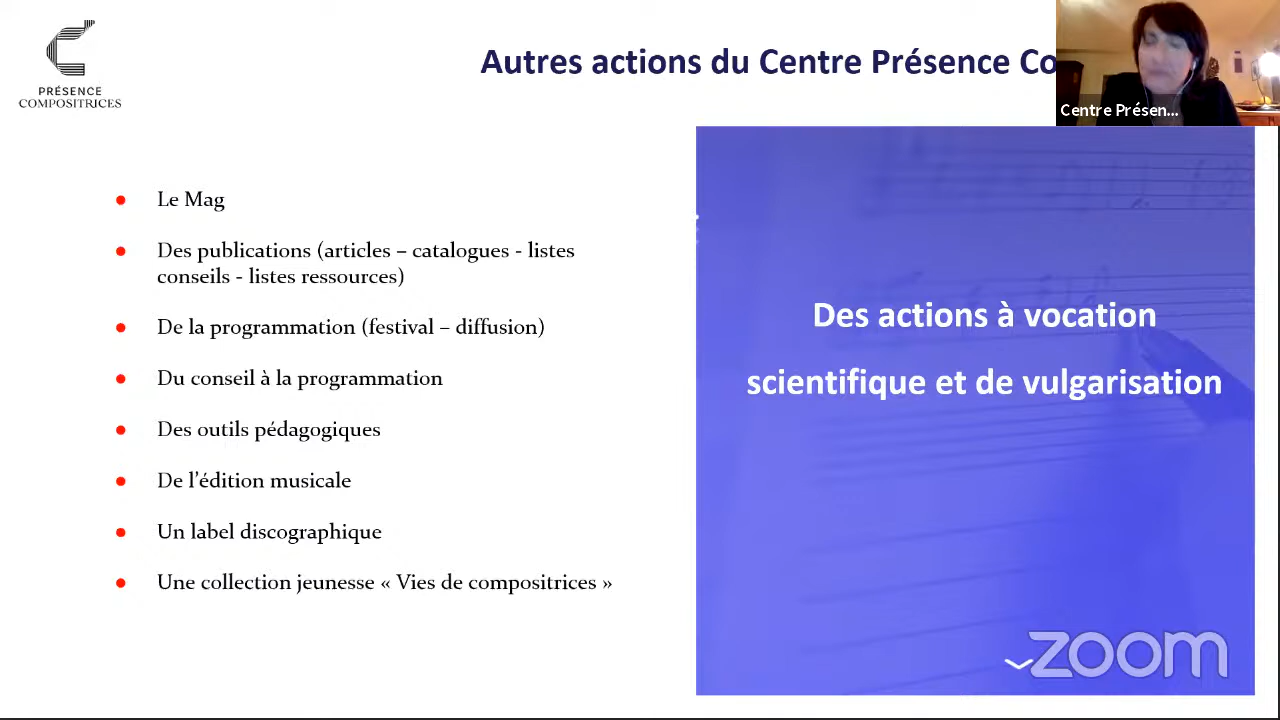 PRÉSENCE
COMPOSITRICES
Autres actions du Centre Présence Co
Centre Présen...
Le Mag
Des publications (articles – catalogues - listes
conseils - listes ressources)
De la programmation (festival – diffusion)
Du conseil à la programmation
Des outils pédagogiques
De l’édition musicale
Un label discographique
Une collection jeunesse « Vies de compositrices »
Des actions à vocation
scientifique et de vulgarisation
zoom